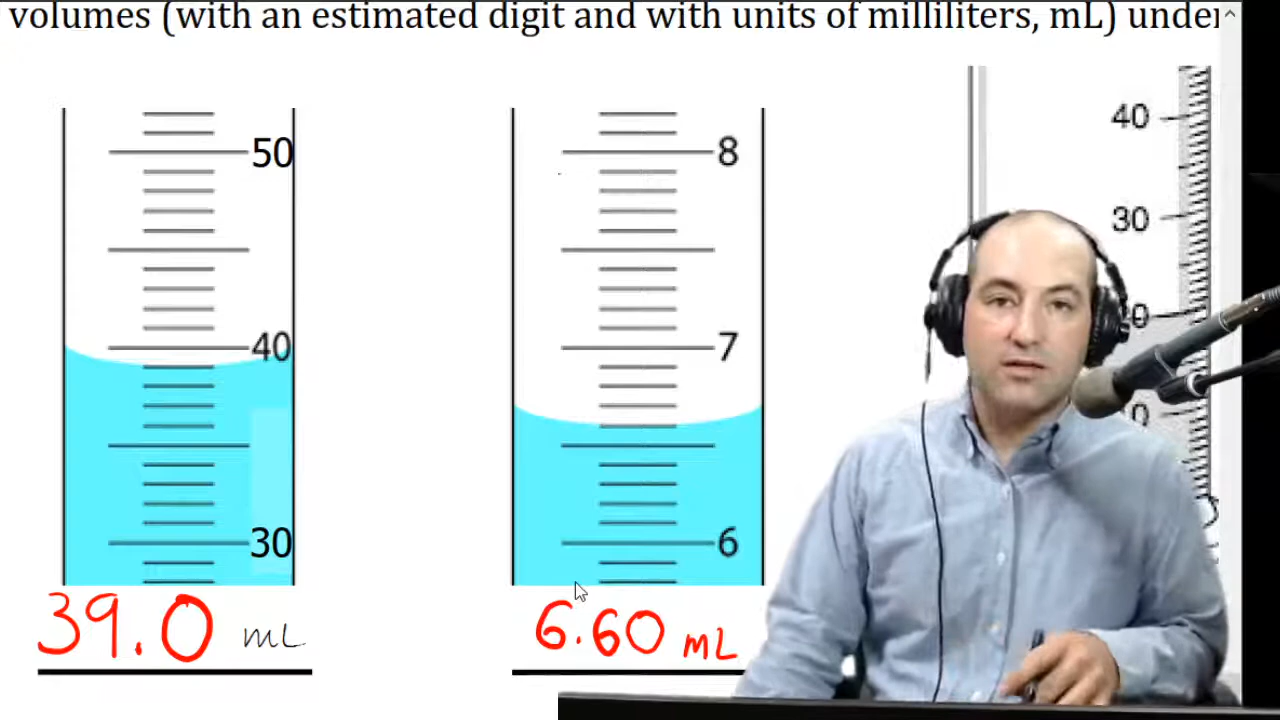 volumes (with an estimated digit and with units of milliliters, mL) under
50
40
30
39.0 mL
8
7
6
6.60 mL
40
30